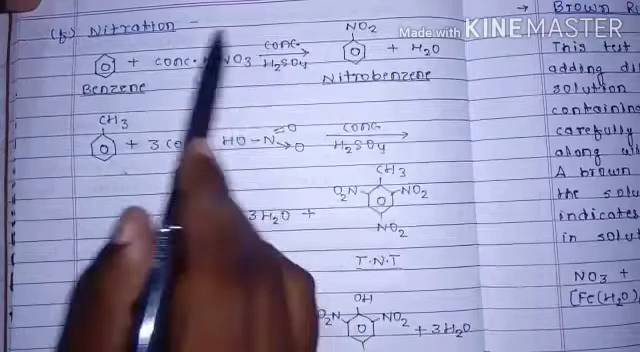 (f) Nitration -
NO2
+ conc. NO3 conc H2SO4 + H2O
Benzene Nitrobenzene
CH3
+ 3 HO-N O O conc H2SO4
CH3
3H2O + O2N NO2
NO2
T.N.T
OH
O2N NO2 + 3H2O
→ Brown
This test
adding
solution
containing
carefully
along
A brown
the
indicates
in
NO3 +
[Fe(H2O)
Made with KINEMASTER